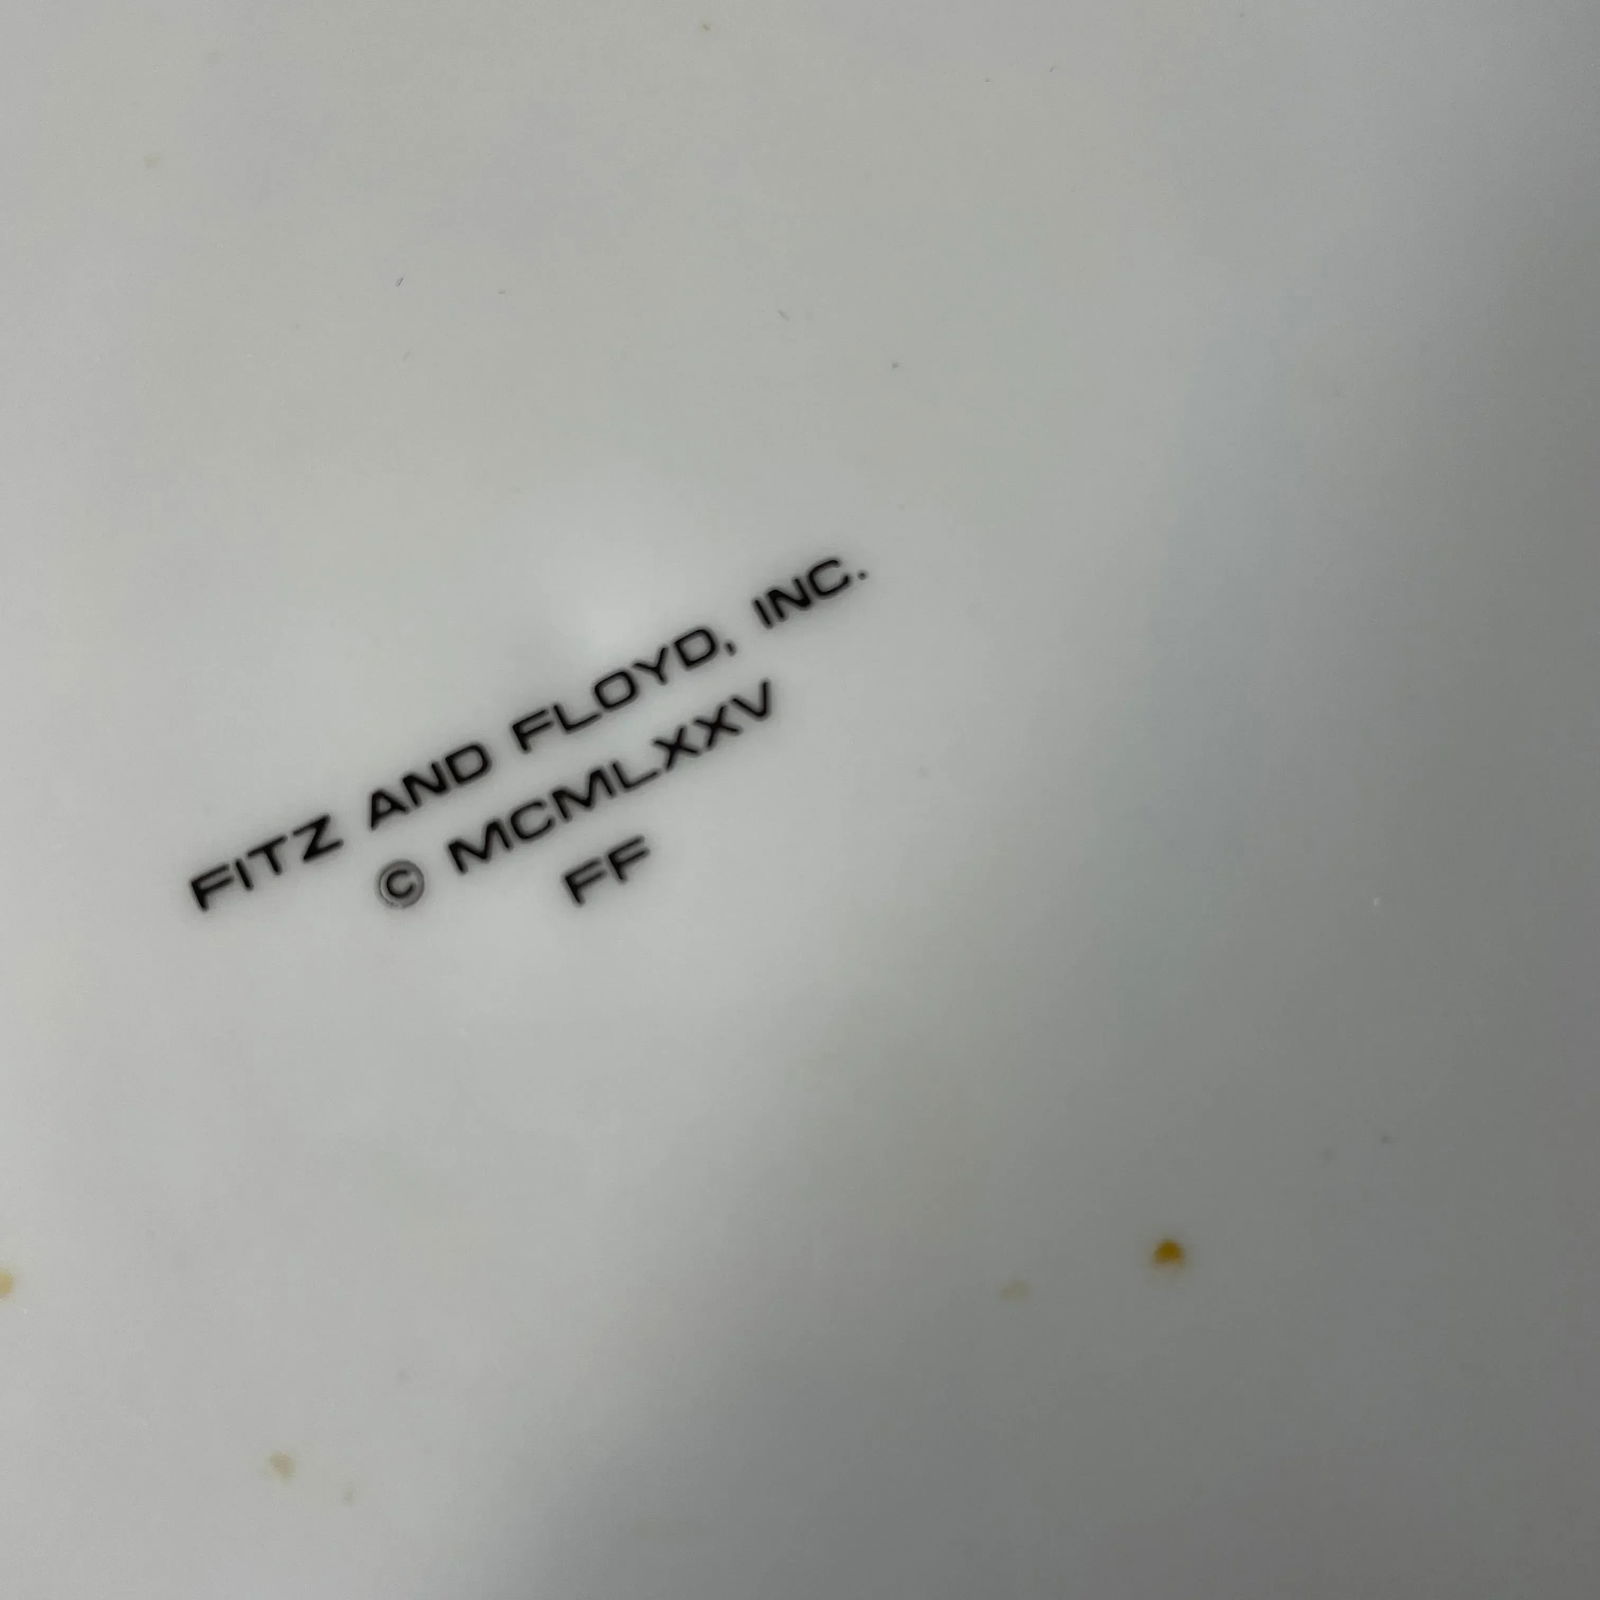 FITZ AND FLOYD, INC.
© MCMLXXV
FF